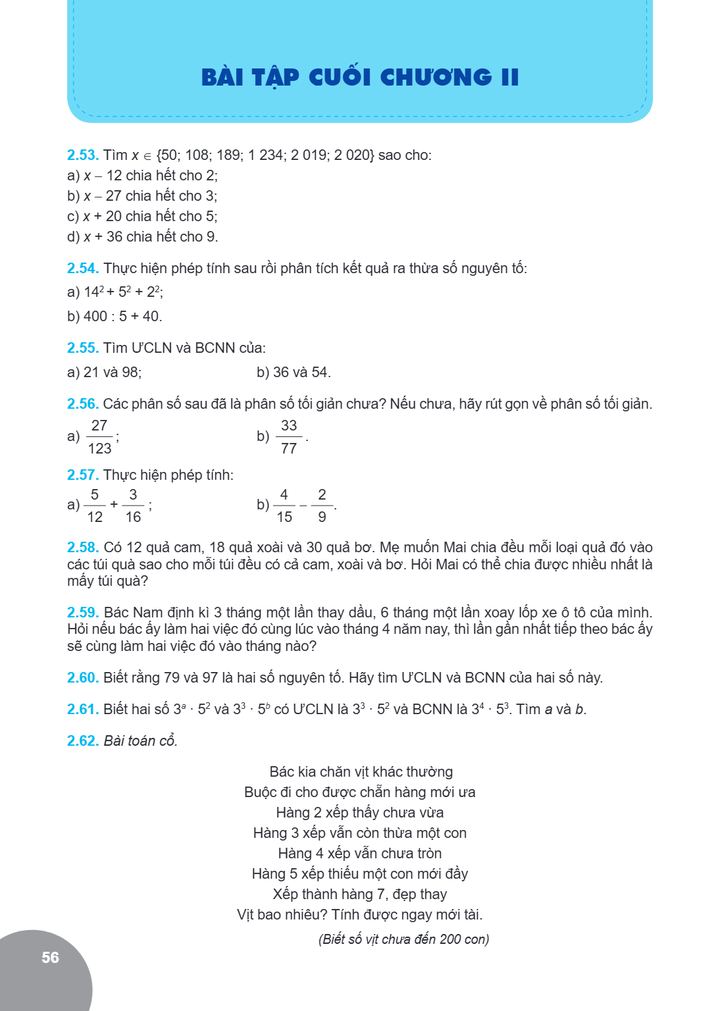 BÀI TẬP CUỐI CHƯƠNG II
2.53. Tìm x ∈ {50; 108; 189; 1 234; 2 019; 2 020} sao cho:
a) x – 12 chia hết cho 2;
b) x – 27 chia hết cho 3;
c) x + 20 chia hết cho 5;
d) x + 36 chia hết cho 9.
2.54. Thực hiện phép tính sau rồi phân tích kết quả ra thừa số nguyên tố:
a) 14² + 5² + 2²;
b) 400 : 5 + 40.
2.55. Tìm ƯCLN và BCNN của:
a) 21 và 98; b) 36 và 54.
2.56. Các phân số sau đã là phân số tối giản chưa? Nếu chưa, hãy rút gọn về phân số tối giản.
a) 27/123; b) 33/77.
2.57. Thực hiện phép tính:
a) 5/12 + 3/16; b) 4/15 – 2/9.
2.58. Có 12 quả cam, 18 quả xoài và 30 quả bơ. Mẹ muốn Mai chia đều mỗi loại quả đó vào
các túi quà sao cho mỗi túi đều có cả cam, xoài và bơ. Hỏi Mai có thể chia được nhiều nhất là
mấy túi quà?
2.59. Bác Nam định kì 3 tháng một lần thay dầu, 6 tháng một lần xoay lốp xe ô tô của mình.
Hỏi nếu bác ấy làm hai việc đó cùng lúc vào tháng 4 năm nay, thì lần gần nhất tiếp theo bác ấy
sẽ cùng làm hai việc đó vào tháng nào?
2.60. Biết rằng 79 và 97 là hai số nguyên tố. Hãy tìm ƯCLN và BCNN của hai số này.
2.61. Biết hai số 3ᵃ · 5² và 3³ · 5ᵇ có ƯCLN là 3³ · 5² và BCNN là 3⁴ · 5³. Tìm a và b.
2.62. Bài toán cổ.
Bác kia chăn vịt khác thường
Buộc đi cho được chẵn hàng mới ưa
Hàng 2 xếp thấy chưa vừa
Hàng 3 xếp vẫn còn thừa một con
Hàng 4 xếp vẫn chưa tròn
Hàng 5 xếp thiếu một con mới đầy
Xếp thành hàng 7, đẹp thay
Vịt bao nhiêu? Tính được ngay mới tài.
(Biết số vịt chưa đến 200 con)
56